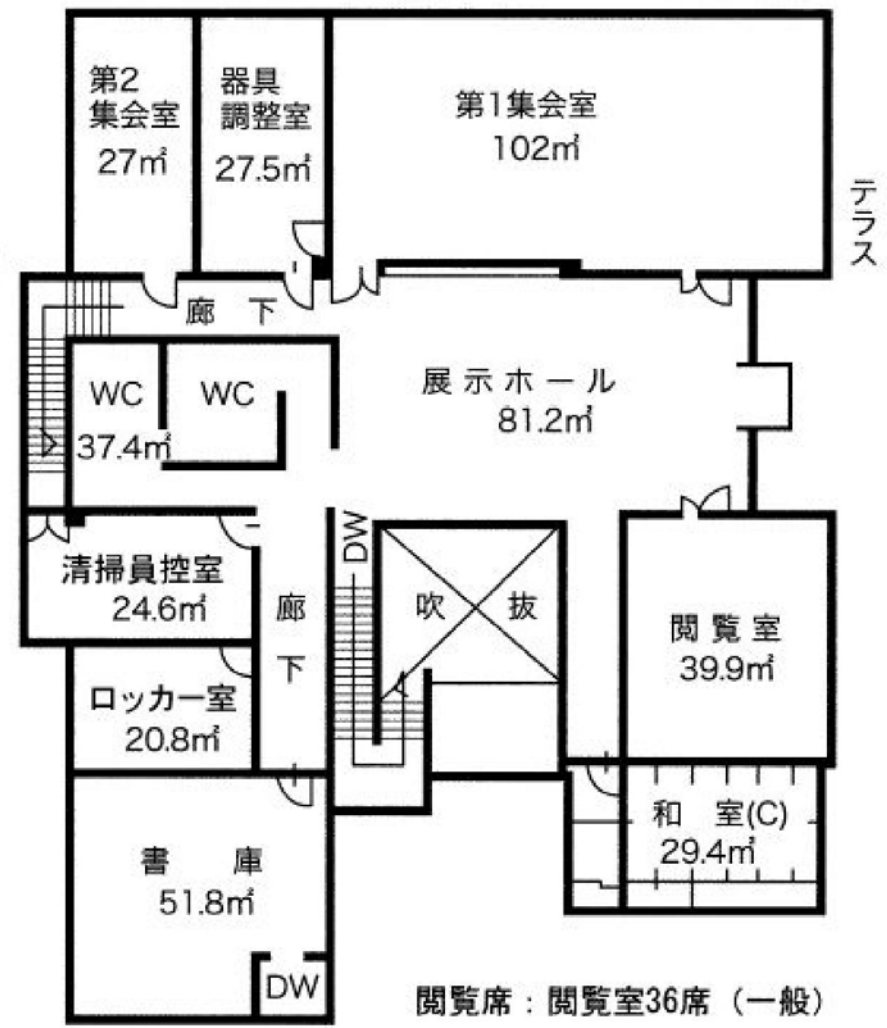 第2
集会室
27㎡
器具
調整室
27.5㎡
第1集会室
102㎡
テラス
廊下
WC
WC
37.4㎡
展示ホール
81.2㎡
清掃員控室
24.6㎡
廊下
DW
吹抜
閲覧室
39.9㎡
ロッカー室
20.8㎡
和室(C)
29.4㎡
書庫
51.8㎡
DW
閲覧席：閲覧室36席（一般）